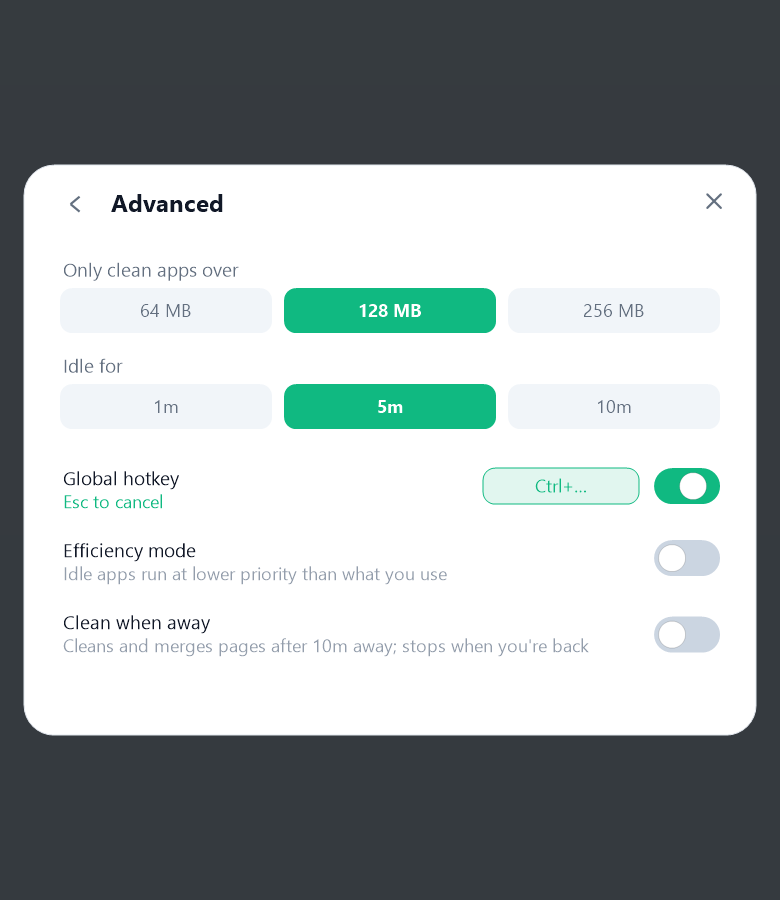 Advanced
Only clean apps over
64 MB
128 MB
256 MB
Idle for
1m
5m
10m
Global hotkey
Esc to cancel
Ctrl+...
Efficiency mode
Idle apps run at lower priority than what you use
Clean when away
Cleans and merges pages after 10m away; stops when you're back